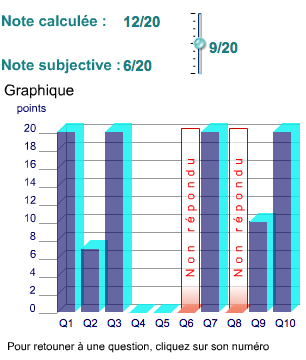 Note calculée : 12/20
9/20
Note subjective : 6/20
Graphique
points
20
18
16
14
12
10
8
6
4
2
0
Non répondu
Non répondu
Q1 Q2 Q3 Q4 Q5 Q6 Q7 Q8 Q9 Q10
Pour retourner à une question, cliquez sur son numéro